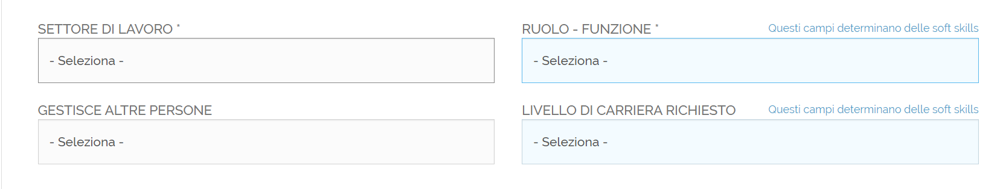 SETTORE DI LAVORO *
RUOLO - FUNZIONE * Questi campi determinano delle soft skills
- Seleziona -
- Seleziona -
GESTISCE ALTRE PERSONE
LIVELLO DI CARRIERA RICHIESTO Questi campi determinano delle soft skills
- Seleziona -
- Seleziona -